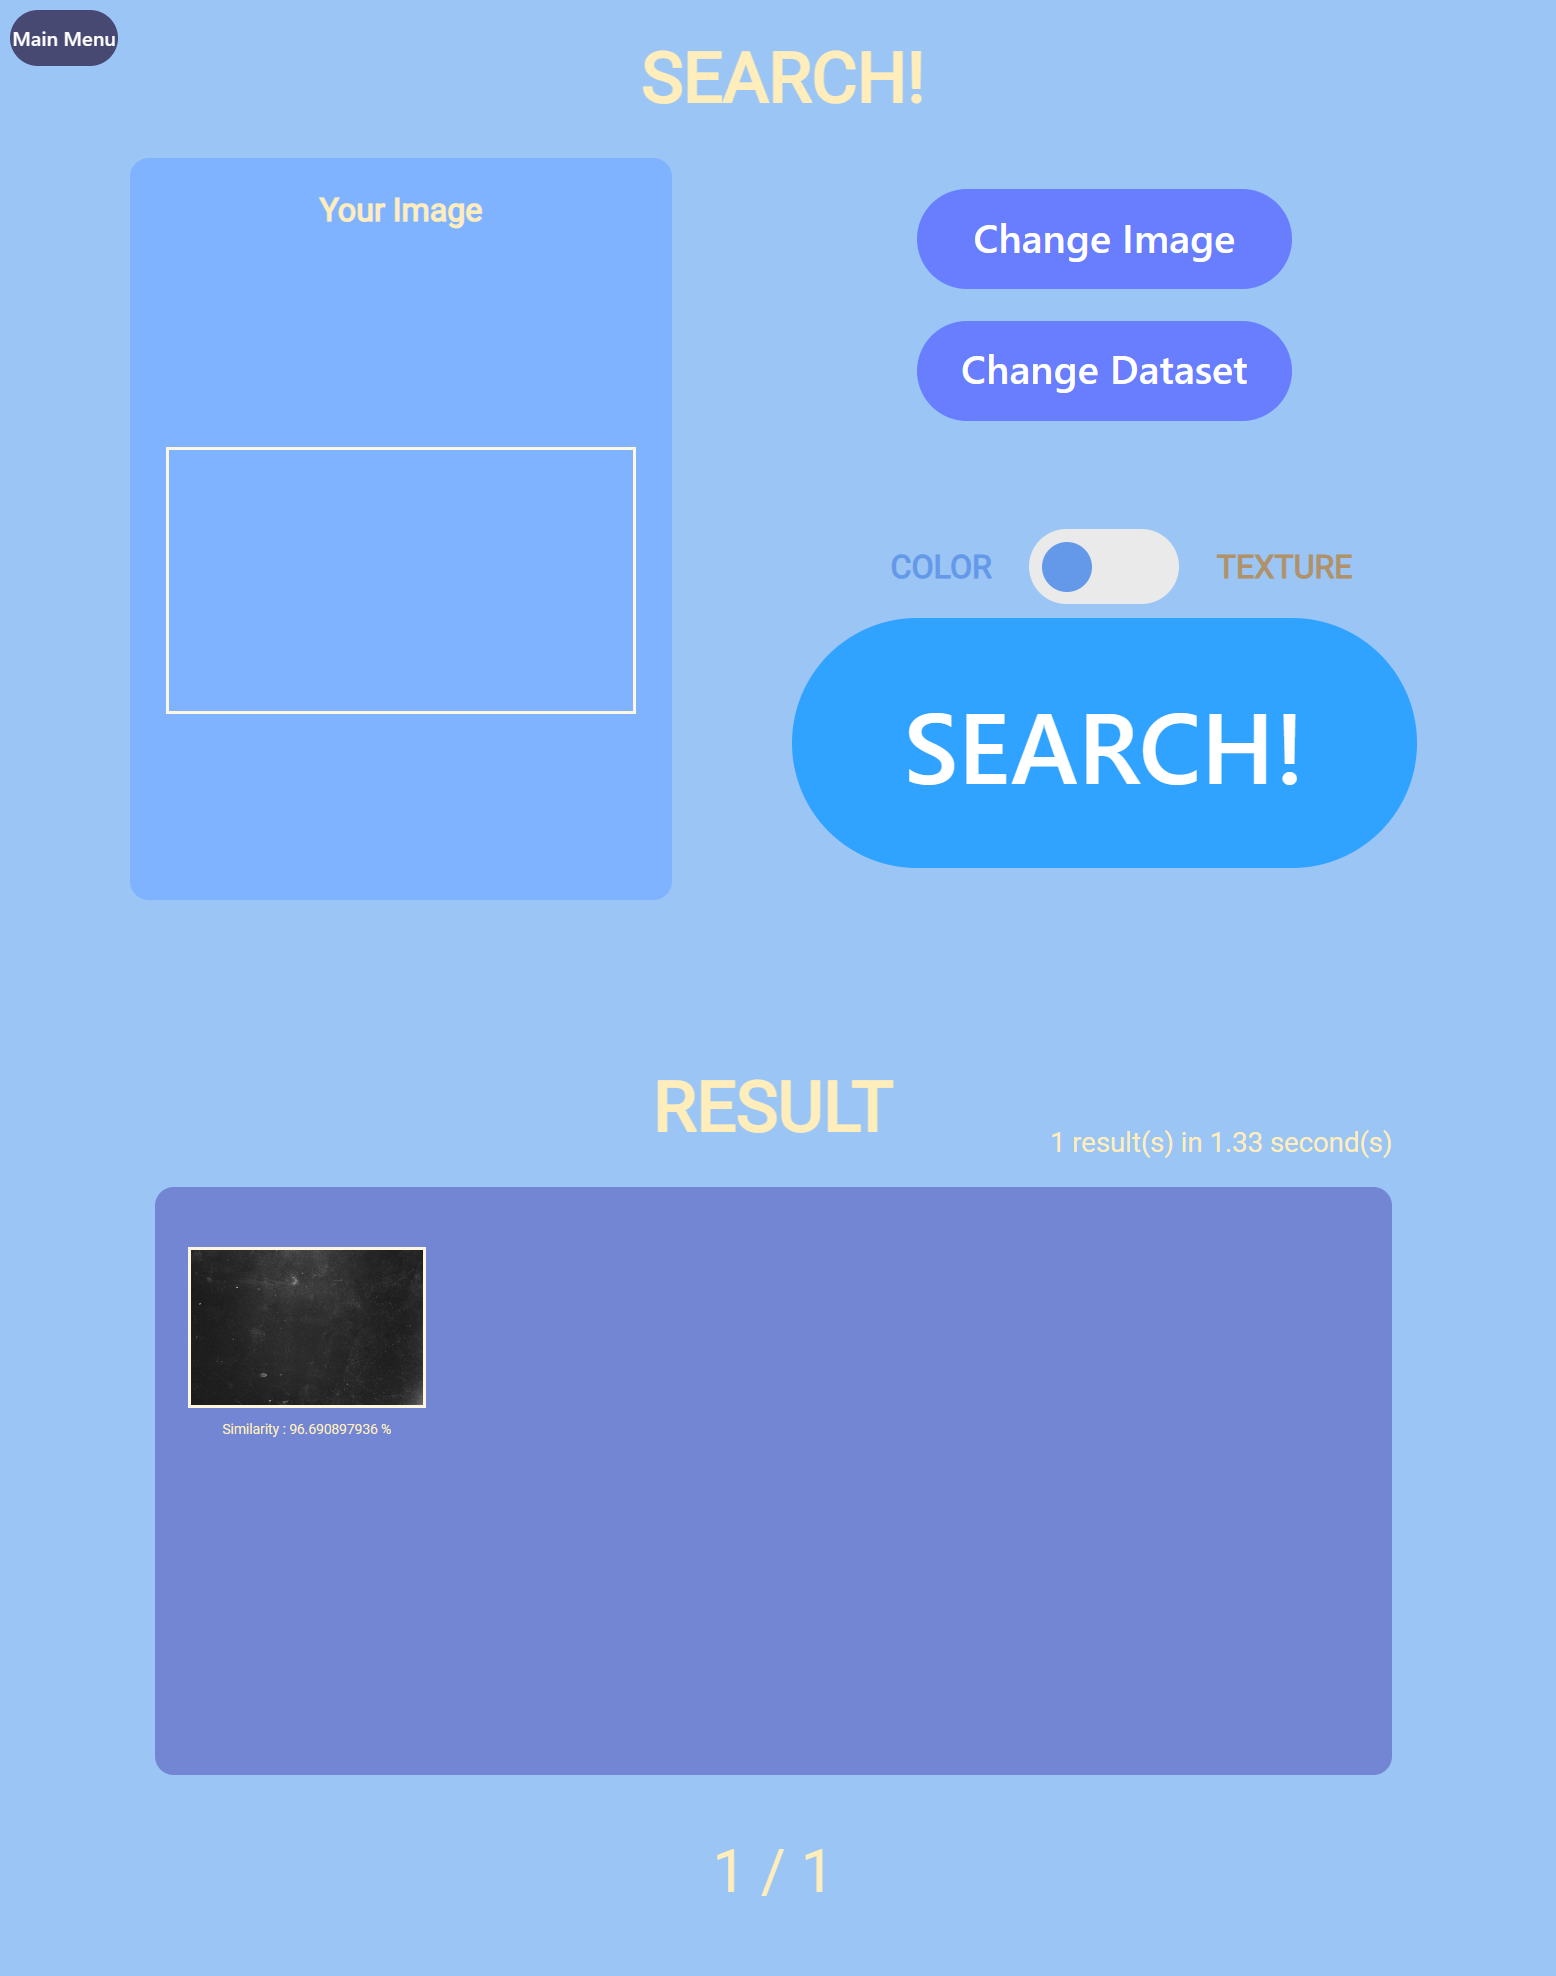 Main Menu
SEARCH!
Your Image
Change Image
Change Dataset
COLOR
TEXTURE
SEARCH!
RESULT
1 result(s) in 1.33 second(s)
Similarity : 96.690897936 %
1 / 1